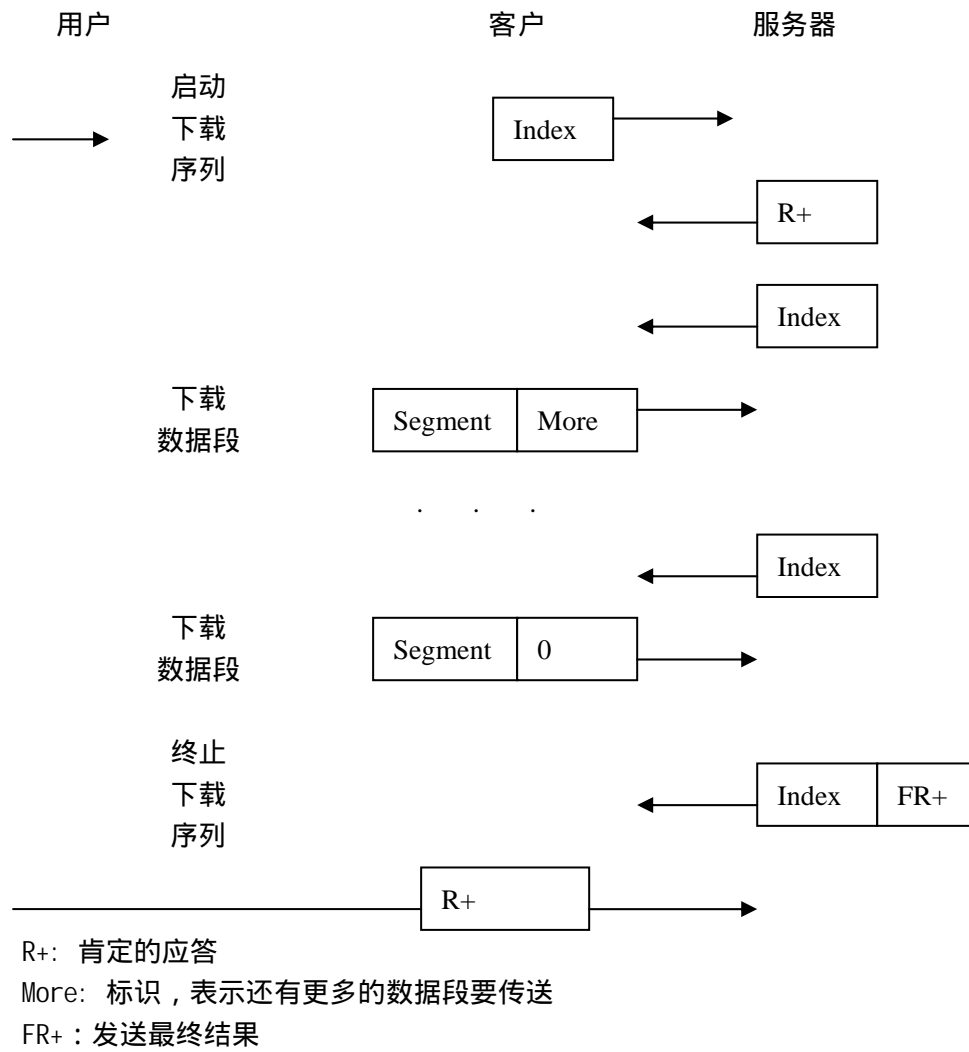 用户 客户 服务器
启动
下载
序列
Index
R+
Index
下载
数据段
Segment More
. . .
Index
下载
数据段
Segment 0
终止
下载
序列
Index FR+
R+
R+: 肯定的应答
More: 标识，表示还有更多的数据段要传送
FR+：发送最终结果